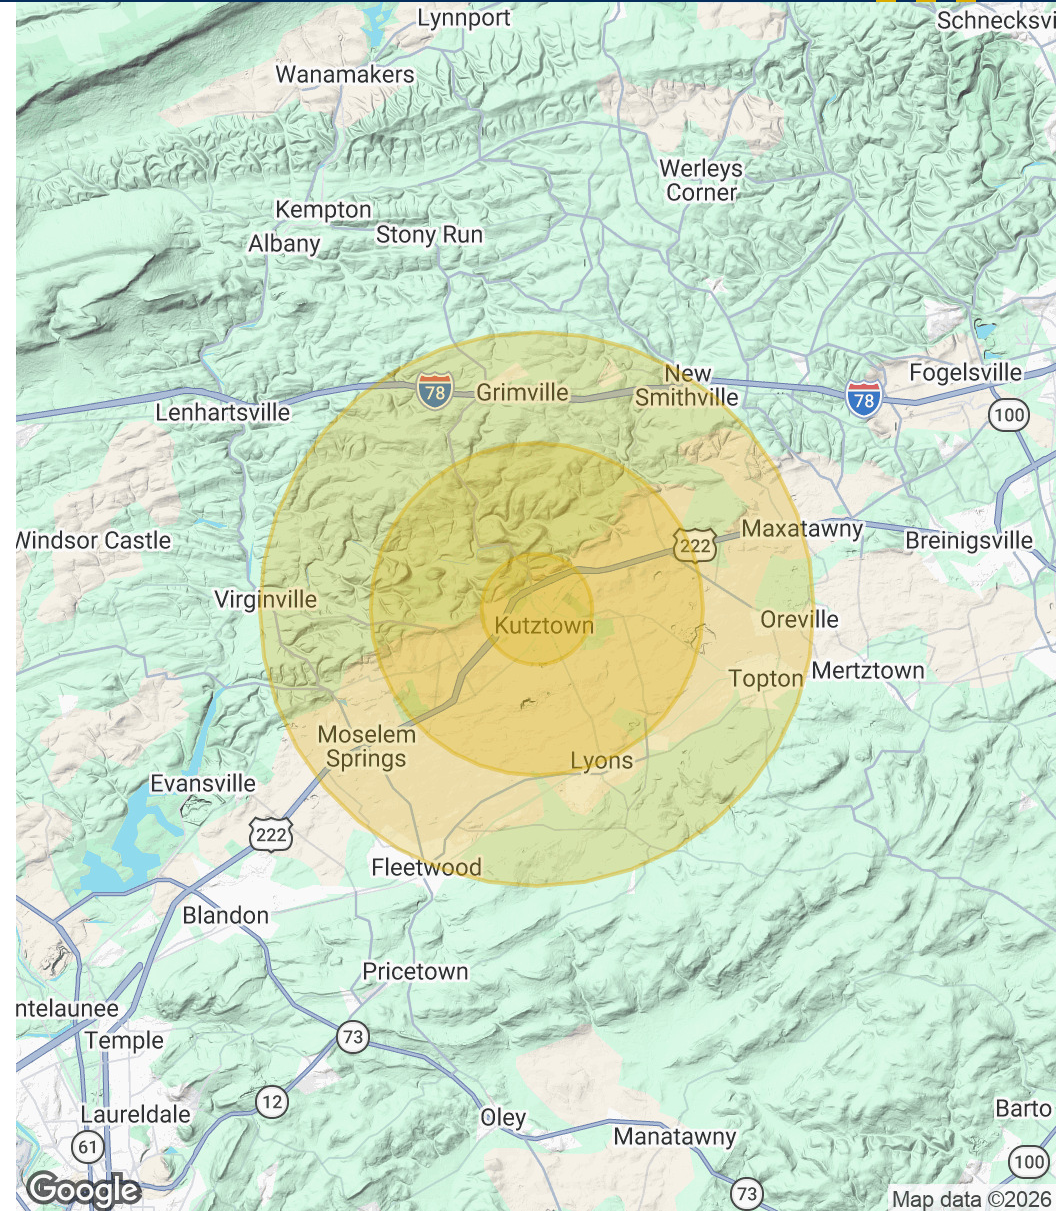 Lynnport
Schnecksvi
Wanamakers
Werleys
Corner
Kempton
Albany
Stony Run
New
Smithville
Fogelsville
78
Grimville
78
Lenhartsville
100
Windsor Castle
222
Maxatawny
Breinigsville
Virginville
Kutztown
Oreville
Topton
Mertztown
Moselem
Springs
Lyons
Evansville
222
Fleetwood
Blandon
Pricetown
ntelaunee
Temple
73
12
Laureldale
Oley
Barto
61
Manatawny
100
73
Google
Map data ©2026